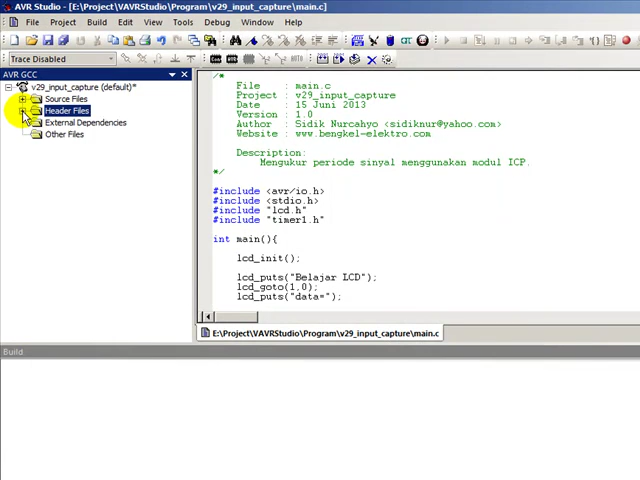 AVR Studio - [E:\Project\VAVRStudio\Program\v29_input_capture\main.c]
File Project Build Edit View Tools Debug Window Help
Trace Disabled
AVR GCC
v29_input_capture (default)*
Source Files
Header Files
External Dependencies
Other Files
/*
File : main.c
Project : v29_input_capture
Date : 15 Juni 2013
Version : 1.0
Author : Sidik Nurcahyo <sidiknur@yahoo.com>
Website : www.bengkel-elektro.com
Description:
Mengukur periode sinyal menggunakan modul ICP.
*/
#include <avr/io.h>
#include <stdio.h>
#include "lcd.h"
#include "timer1.h"
int main(){
lcd_init();
lcd_puts("Belajar LCD");
lcd_goto(1,0);
lcd_puts("data=");
E:\Project\VAVRStudio\Program\v29_input_capture\main.c
Build